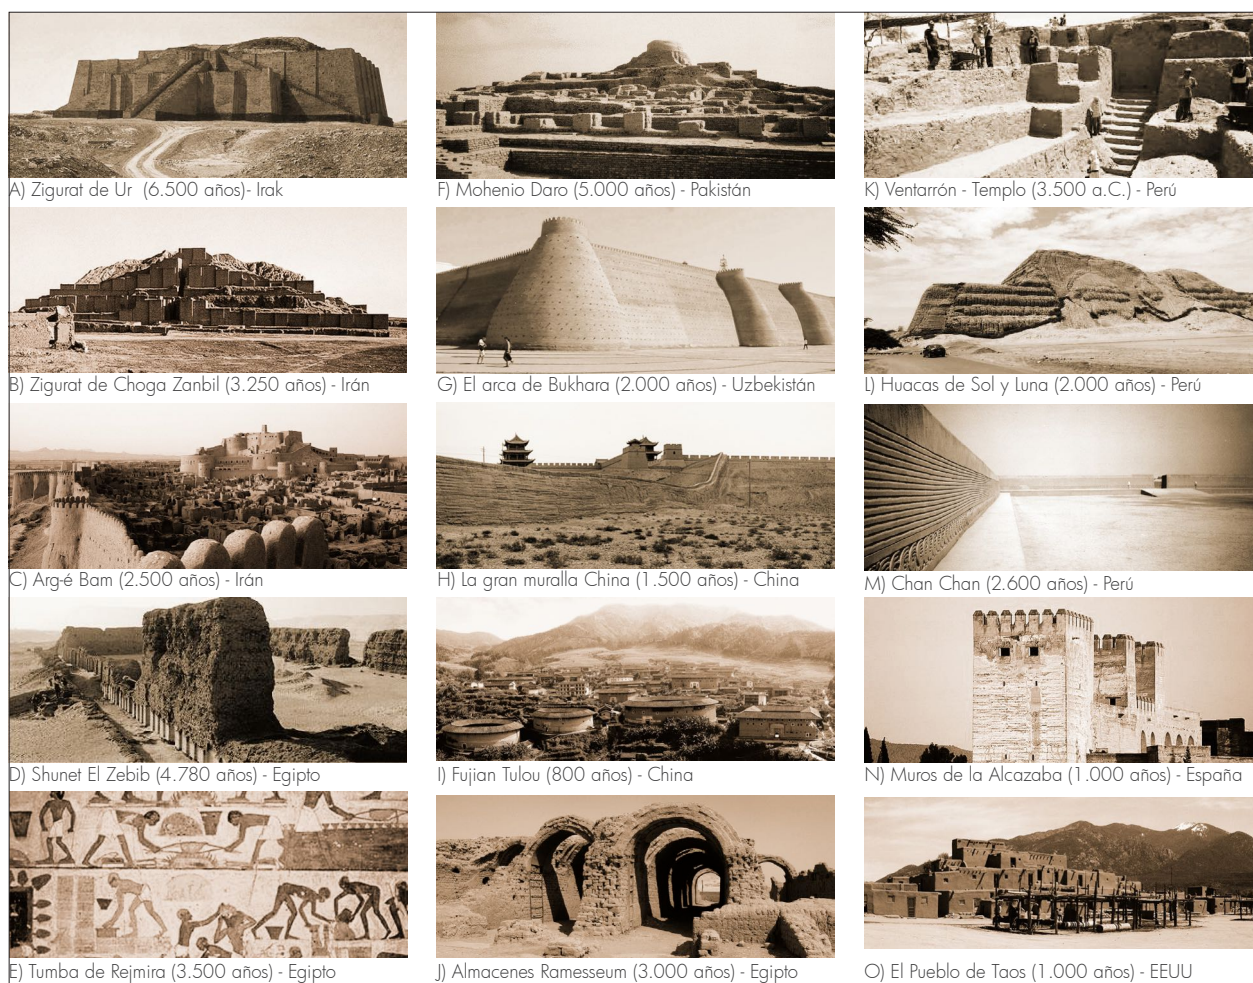 A) Zigurat de Ur (6.500 años)- Irak
F) Mohenio Daro (5.000 años) - Pakistán
K) Ventarrón - Templo (3.500 a.C.) - Perú
B) Zigurat de Choga Zanbil (3.250 años) - Irán
G) El arca de Bukhara (2.000 años) - Uzbekistán
L) Huacas de Sol y Luna (2.000 años) - Perú
C) Arg-é Bam (2.500 años) - Irán
H) La gran muralla China (1.500 años) - China
M) Chan Chan (2.600 años) - Perú
D) Shunet El Zebib (4.780 años) - Egipto
I) Fujian Tulou (800 años) - China
N) Muros de la Alcazaba (1.000 años) - España
E) Tumba de Rejmira (3.500 años) - Egipto
J) Almacenes Ramesseum (3.000 años) - Egipto
O) El Pueblo de Taos (1.000 años) - EEUU